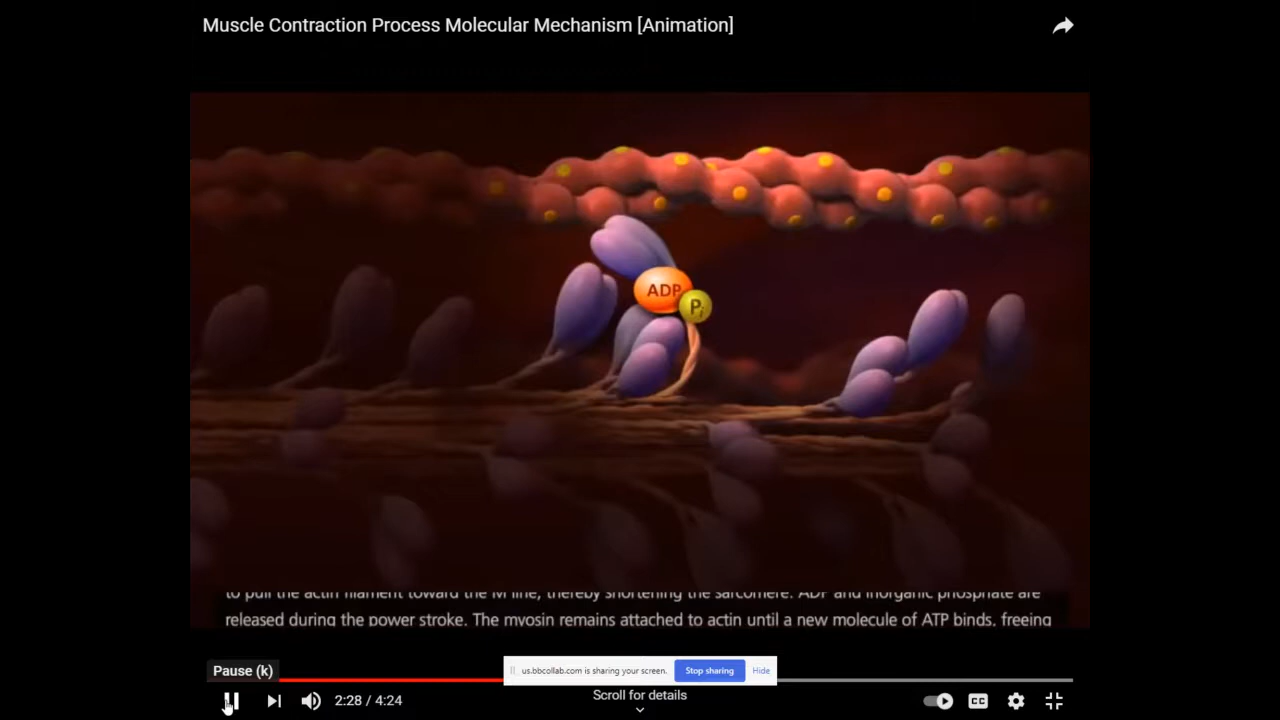 Muscle Contraction Process Molecular Mechanism [Animation]
ADP
Pi
to pull the actin filament toward the M line, thereby shortening the sarcomere. ADP and inorganic phosphate are
released during the power stroke. The myosin remains attached to actin until a new molecule of ATP binds, freeing
Pause (k)
us.bbcollab.com is sharing your screen.
Stop sharing
Hide
2:28 / 4:24
Scroll for details
CC